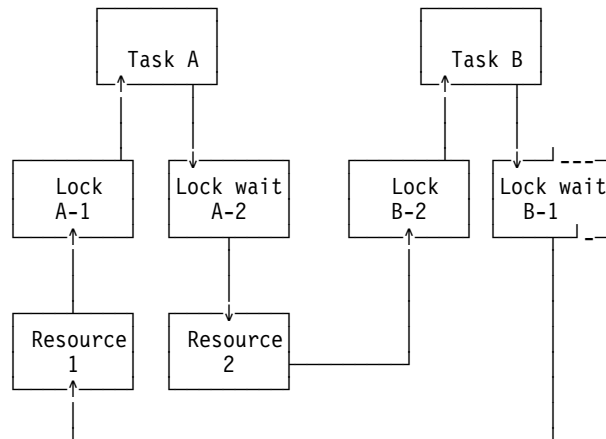 Task A
Task B
Lock
A-1
Lock wait
A-2
Lock
B-2
Lock wait
B-1
Resource
1
Resource
2